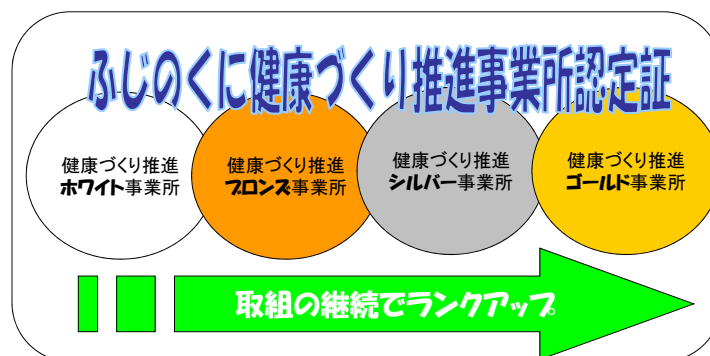 ふじのくに健康づくり推進事業所認定証
健康づくり推進
ホワイト事業所
健康づくり推進
ブロンズ事業所
健康づくり推進
シルバー事業所
健康づくり推進
ゴールド事業所
取組の継続でランクアップ